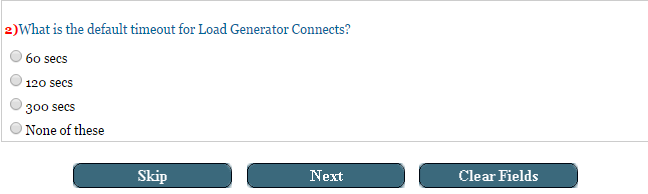 2)What is the default timeout for Load Generator Connects?
60 secs
120 secs
300 secs
None of these
Skip Next Clear Fields